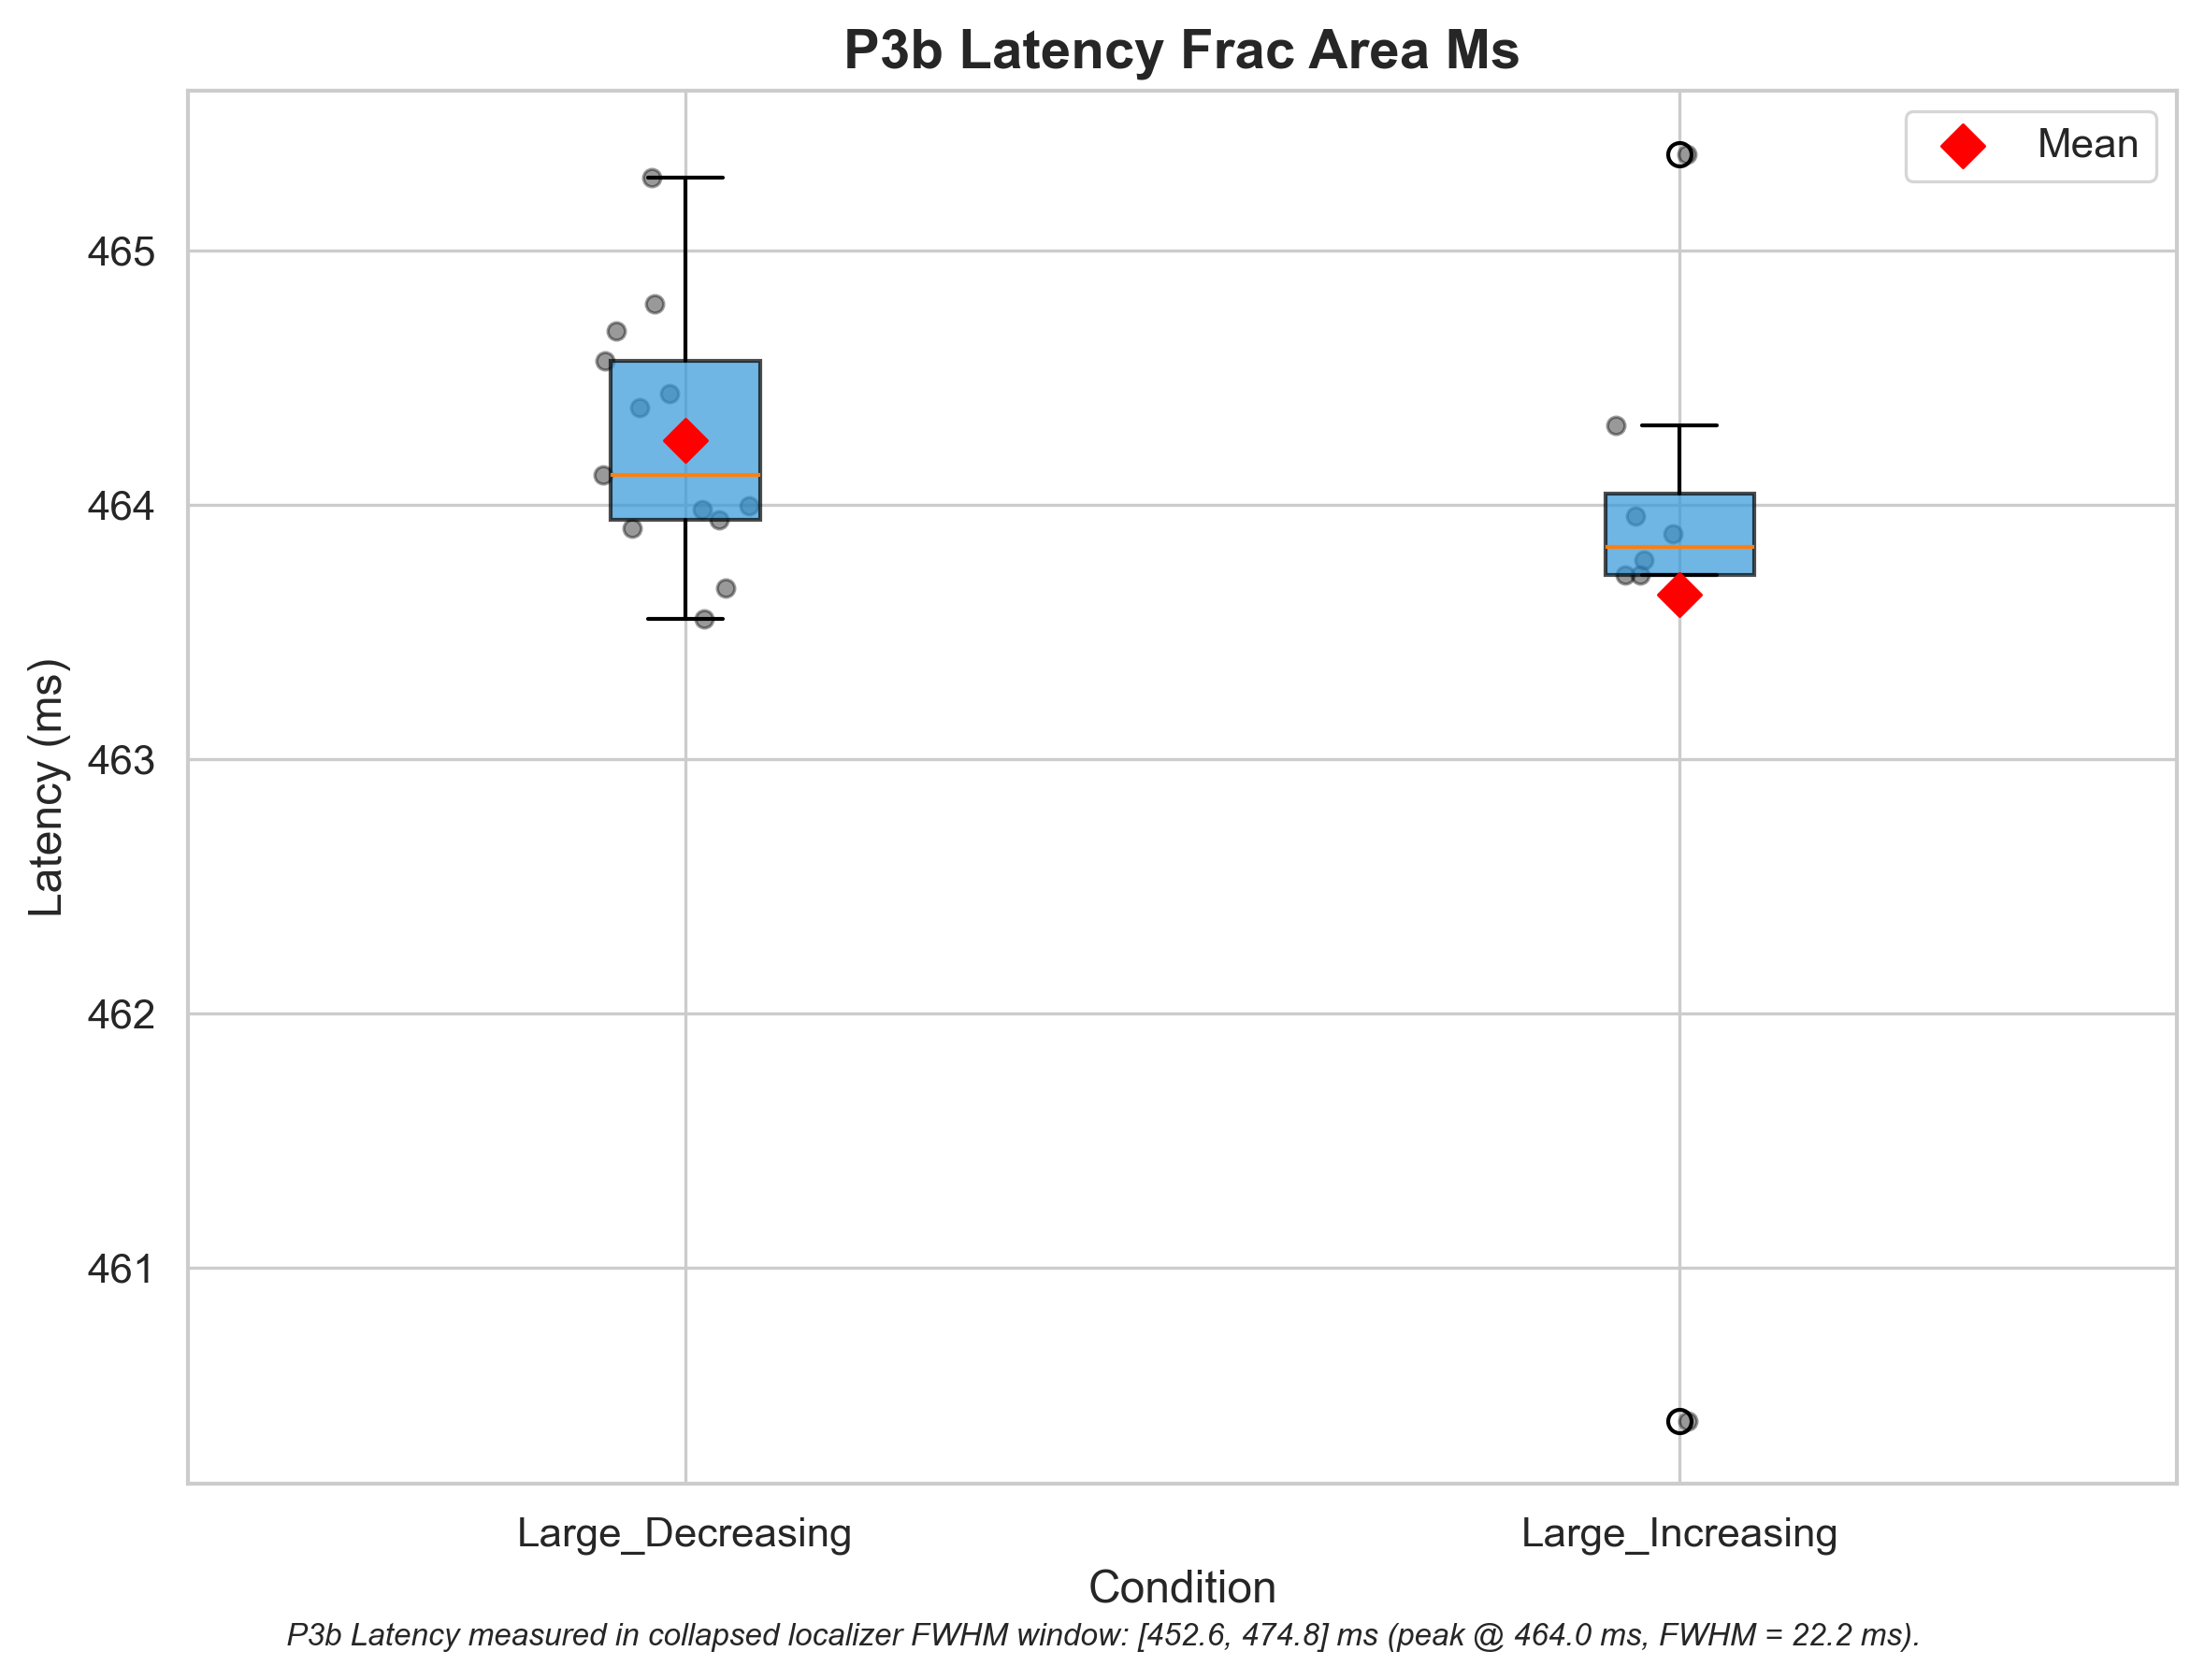 P3b Latency Frac Area Ms
Mean
465
464
463
462
461
Latency (ms)
Large_Decreasing
Large_Increasing
Condition
P3b Latency measured in collapsed localizer FWHM window: [452.6, 474.8] ms (peak @ 464.0 ms, FWHM = 22.2 ms).